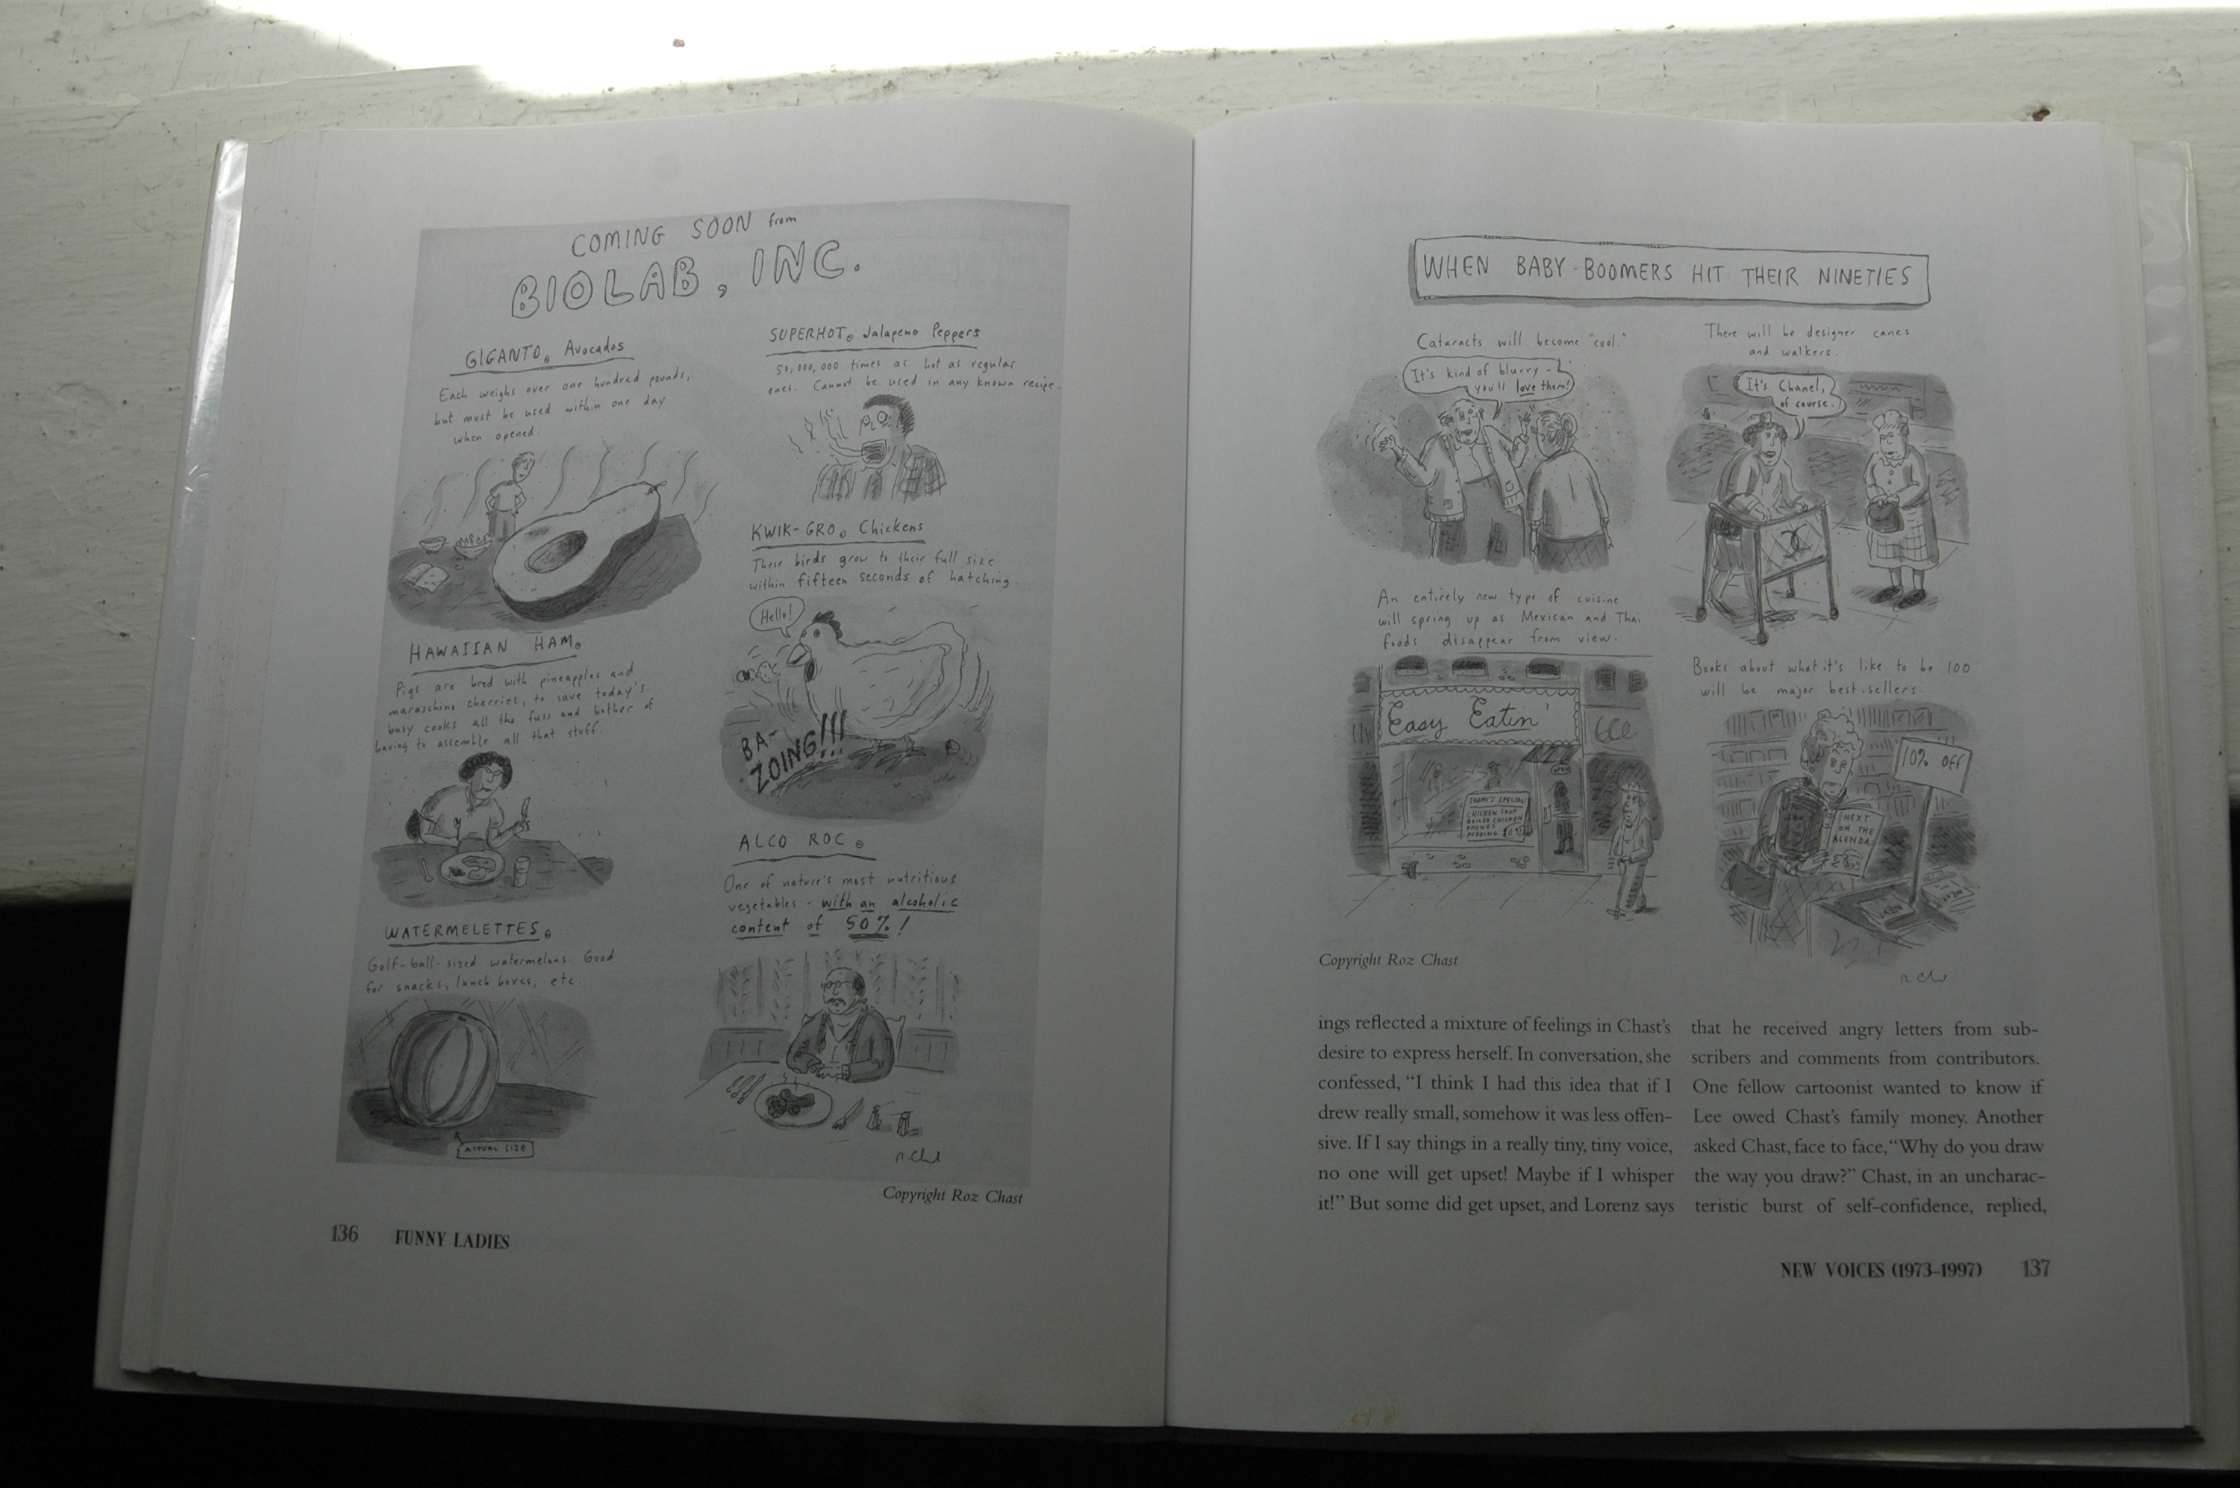 COMING SOON from
BIOLAB, INC.
GIGANTO® Avocados
Each weighs over one hundred pounds,
but must be used within one day
when opened.
HAWAIIAN HAM®
Pigs are bred with pineapples and
maraschino cherries, to save today's
busy cooks all the fuss and bother of
having to assemble all that stuff.
WATERMELETTES®
Golf-ball-sized watermelons. Good
for snacks, lunch boxes, etc.
ACTUAL SIZE
SUPERHOT® Jalapeno Peppers
50,000,000 times as hot as regular
ones. Cannot be used in any known recipe.
KWIK-GRO® Chickens
These birds grow to their full size
within fifteen seconds of hatching.
Hello!
BA-
ZOING!!!
ALCO ROC®
One of nature's most nutritious
vegetables - with an alcoholic
content of 50%!
r. Chast
Copyright Roz Chast
136 FUNNY LADIES
WHEN BABY-BOOMERS HIT THEIR NINETIES
Cataracts will become "cool."
It's kind of blurry -
you'll love them!
There will be designer canes
and walkers.
It's Chanel,
of course.
An entirely new type of cuisine
will spring up as Mexican and Thai
foods disappear from view.
Easy Eatin'
TODAY'S SPECIAL
CHICKEN SOUP
BOILED CHICKEN
PRUNES
PUDDING
Books about what it's like to be 100
will be major best-sellers.
10% Off
NEXT
ON THE
AGENDA
r. Ch
Copyright Roz Chast
ings reflected a mixture of feelings in Chast's
desire to express herself. In conversation, she
confessed, "I think I had this idea that if I
drew really small, somehow it was less offen-
sive. If I say things in a really tiny, tiny voice,
no one will get upset! Maybe if I whisper
it!" But some did get upset, and Lorenz says
that he received angry letters from sub-
scribers and comments from contributors.
One fellow cartoonist wanted to know if
Lee owed Chast's family money. Another
asked Chast, face to face, "Why do you draw
the way you draw?" Chast, in an uncharac-
teristic burst of self-confidence, replied,
NEW VOICES (1973–1997) 137